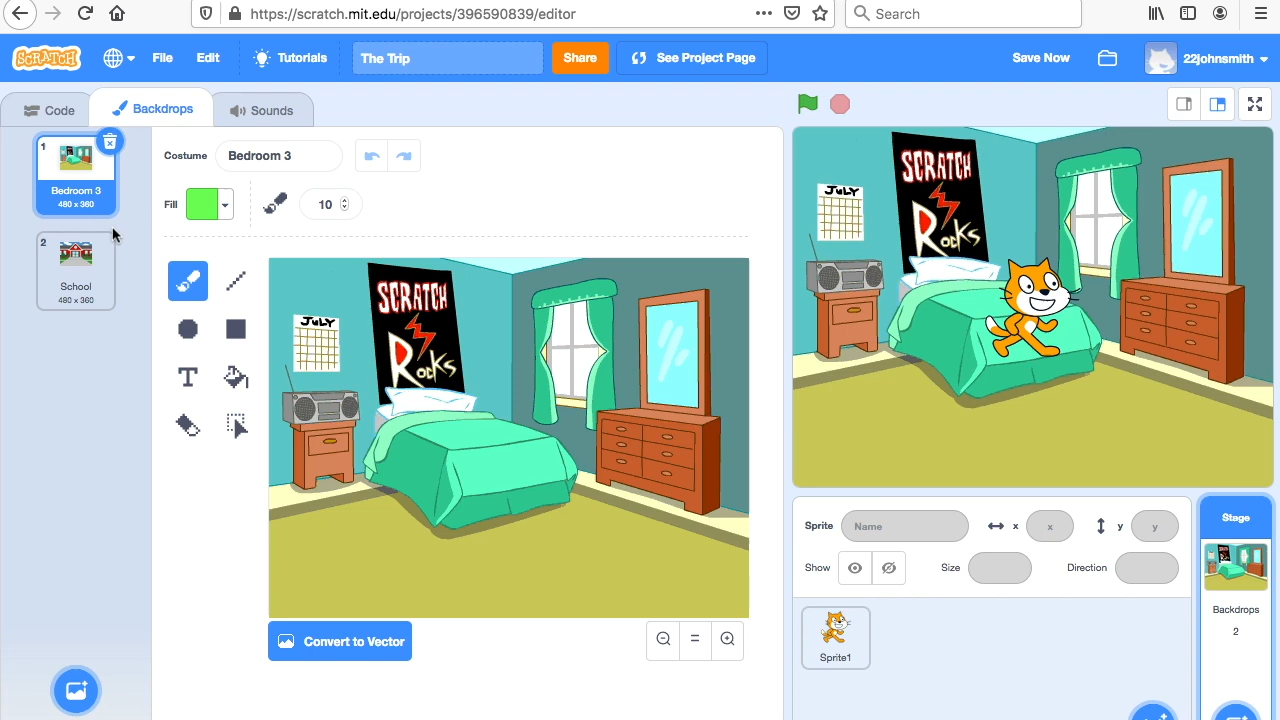 https://scratch.mit.edu/projects/396590839/editor
Search
SCRATCH
File
Edit
Tutorials
The Trip
Share
See Project Page
Save Now
22johnsmith
Code
Backdrops
Sounds
1
Bedroom 3
480 x 360
2
School
480 x 360
Costume
Bedroom 3
Fill
10
T
JULY
SCRATCH
Rocks
Convert to Vector
JULY
SCRATCH
Rocks
Sprite
Name
x
x
y
y
Show
Size
Direction
Sprite1
Stage
Backdrops
2